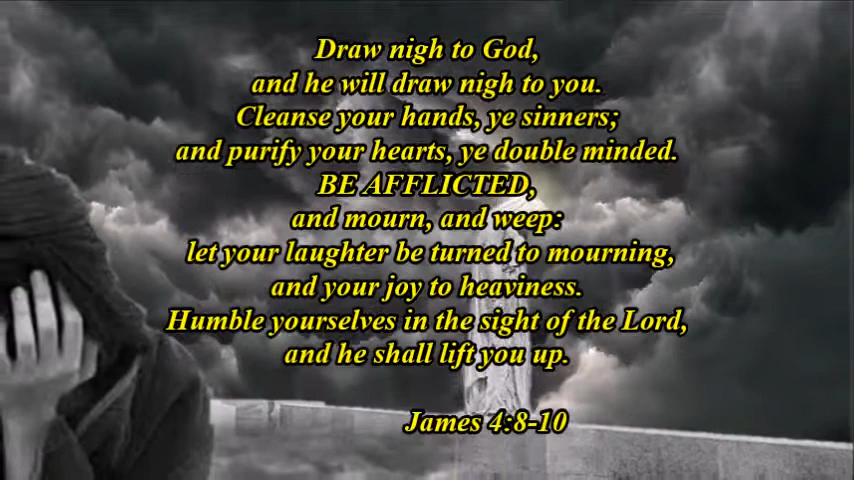 Draw nigh to God,
and he will draw nigh to you.
Cleanse your hands, ye sinners;
and purify your hearts, ye double minded.
BE AFFLICTED,
and mourn, and weep:
let your laughter be turned to mourning,
and your joy to heaviness.
Humble yourselves in the sight of the Lord,
and he shall lift you up.
James 4:8-10